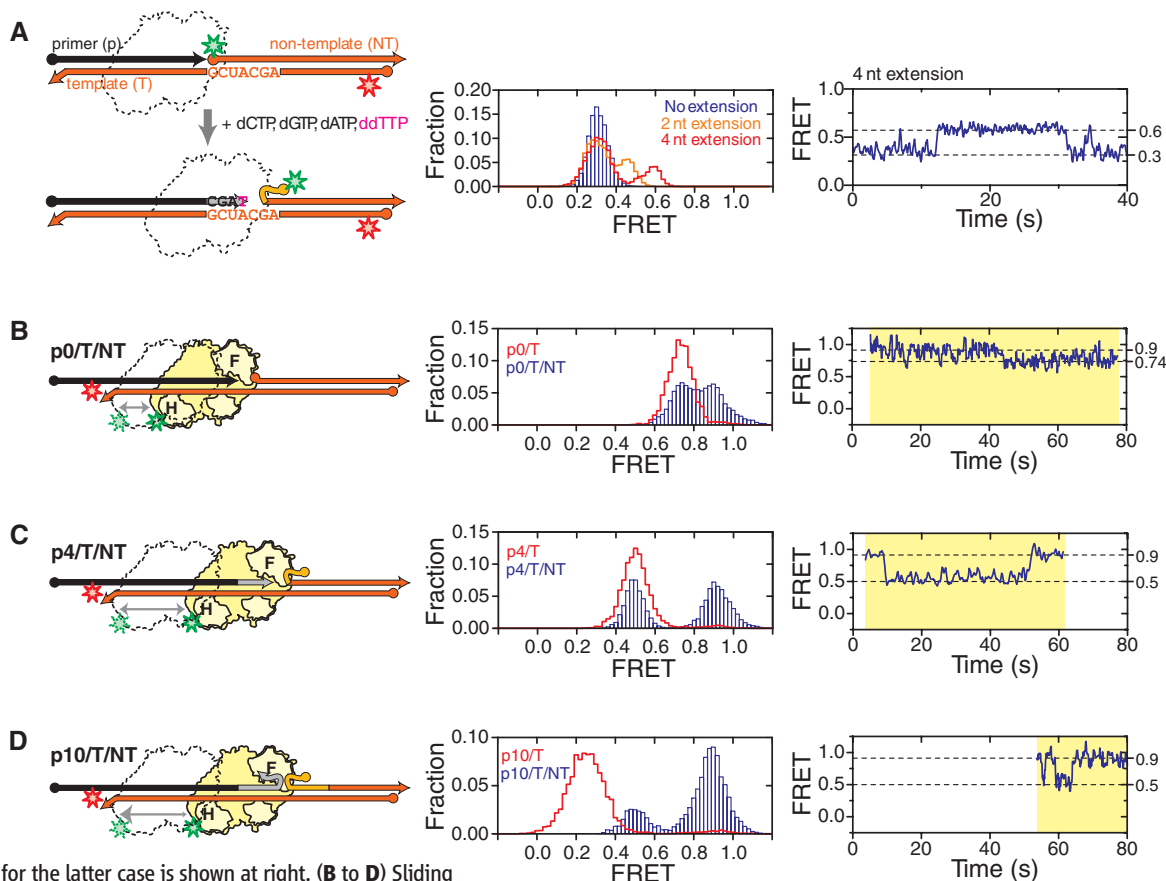 A
primer (p)
non-template (NT)
template (T)
GCUACGA
+ dCTP, dGTP, dATP, ddTTP
CGAT
GCUACGA
Fraction
0.20
0.15
0.10
0.05
0.00
No extension
2 nt extension
4 nt extension
0.0 0.2 0.4 0.6 0.8 1.0 1.2
FRET
4 nt extension
FRET
1.0
0.5
0.0
0.6
0.3
0 20 40
Time (s)
B
p0/T/NT
F
H
Fraction
0.15
0.10
0.05
0.00
p0/T
p0/T/NT
0.0 0.2 0.4 0.6 0.8 1.0
FRET
FRET
1.0
0.5
0.0
0.9
0.74
0 20 40 60 80
Time (s)
C
p4/T/NT
F
H
Fraction
0.15
0.10
0.05
0.00
p4/T
p4/T/NT
0.0 0.2 0.4 0.6 0.8 1.0
FRET
FRET
1.0
0.5
0.0
0.9
0.5
0 20 40 60 80
Time (s)
D
p10/T/NT
F
H
Fraction
0.10
0.05
0.00
p10/T
p10/T/NT
0.0 0.2 0.4 0.6 0.8 1.0
FRET
FRET
1.0
0.5
0.0
0.9
0.5
0 20 40 60 80
Time (s)
for the latter case is shown at right. (B to D) Sliding